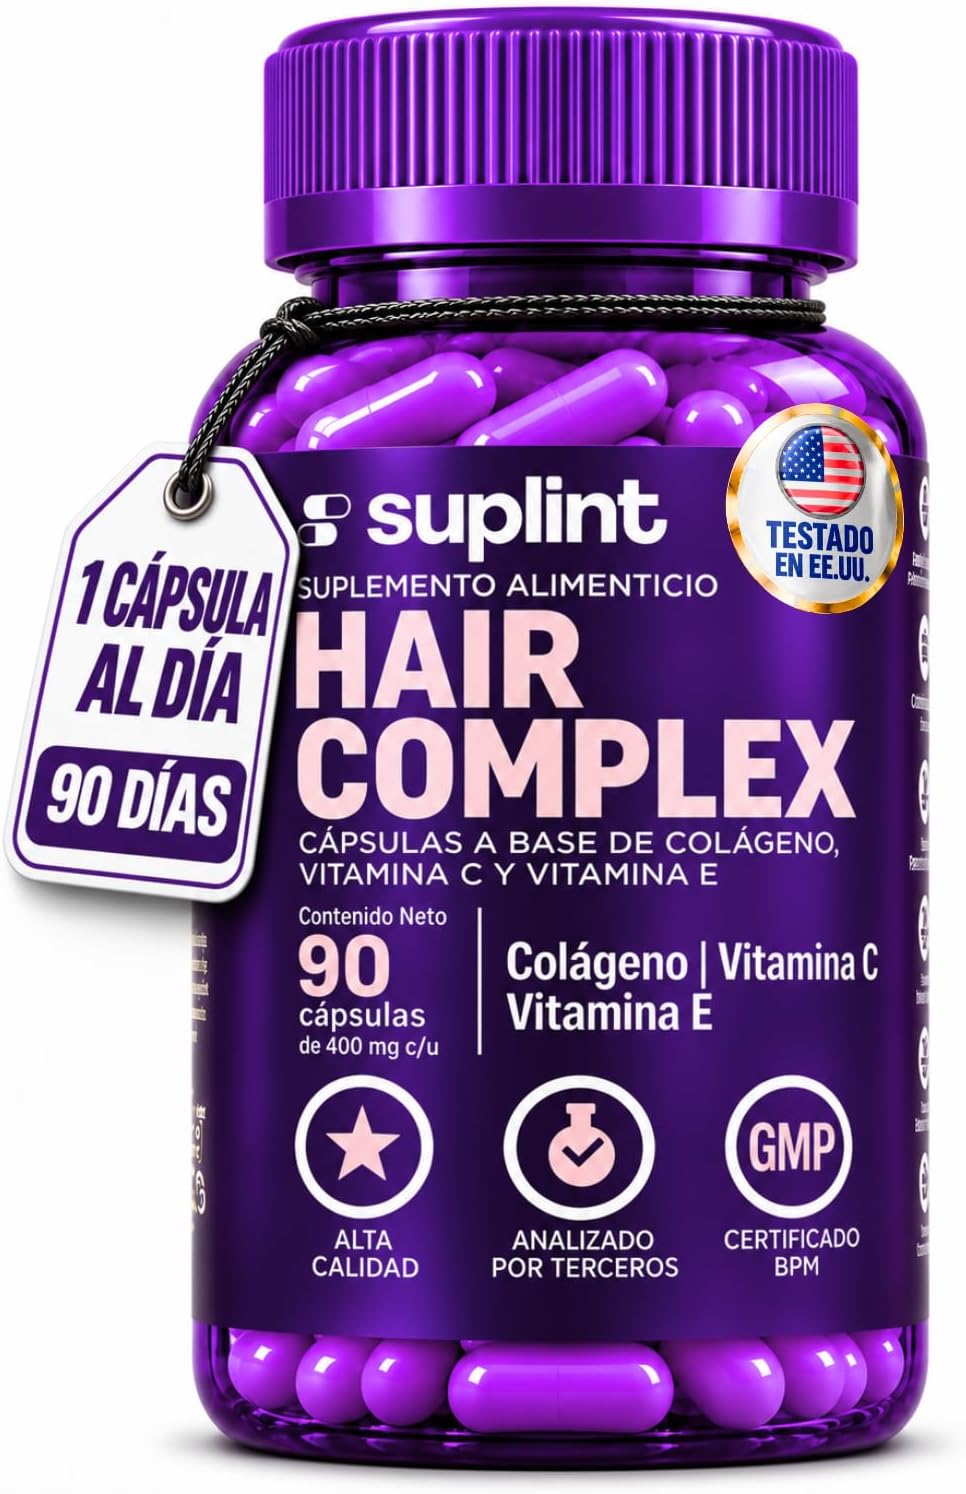 suplint
SUPLEMENTO ALIMENTICIO
HAIR
COMPLEX
CÁPSULAS A BASE DE COLÁGENO,
VITAMINA C Y VITAMINA E
Contenido Neto
90
cápsulas
de 400 mg c/u
Colágeno | Vitamina C
Vitamina E
ALTA
CALIDAD
ANALIZADO
POR TERCEROS
GMP
CERTIFICADO
BPM
1 CÁPSULA
AL DÍA
90 DÍAS
TESTADO
EN EE.UU.